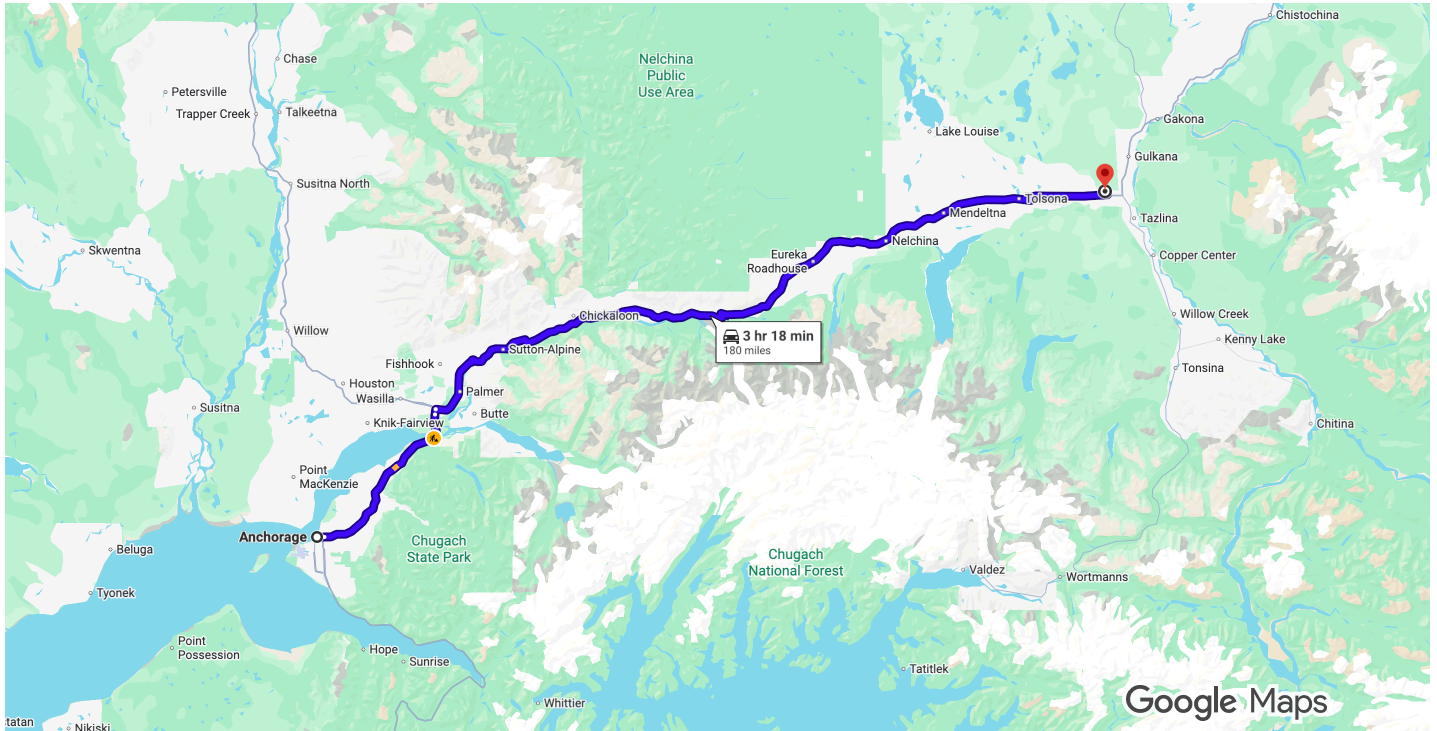 Chistochina
Chase
Nelchina
Public
Use Area
Petersville
Trapper Creek
Talkeetna
Gakona
Lake Louise
Gulkana
Susitna North
Tolsona
Mendeltna
Tazlina
Nelchina
Skwentna
Eureka
Roadhouse
Copper Center
Chickaloon
Willow Creek
Willow
3 hr 18 min
180 miles
Kenny Lake
Sutton-Alpine
Fishhook
Tonsina
Houston
Wasilla
Palmer
Susitna
Butte
Knik-Fairview
Chitina
Point
MacKenzie
Anchorage
Chugach
State Park
Beluga
Chugach
National Forest
Valdez
Wortmanns
Tyonek
Point
Possession
Hope
Sunrise
Tatitlek
Whittier
Google Maps
statan
Nikiski